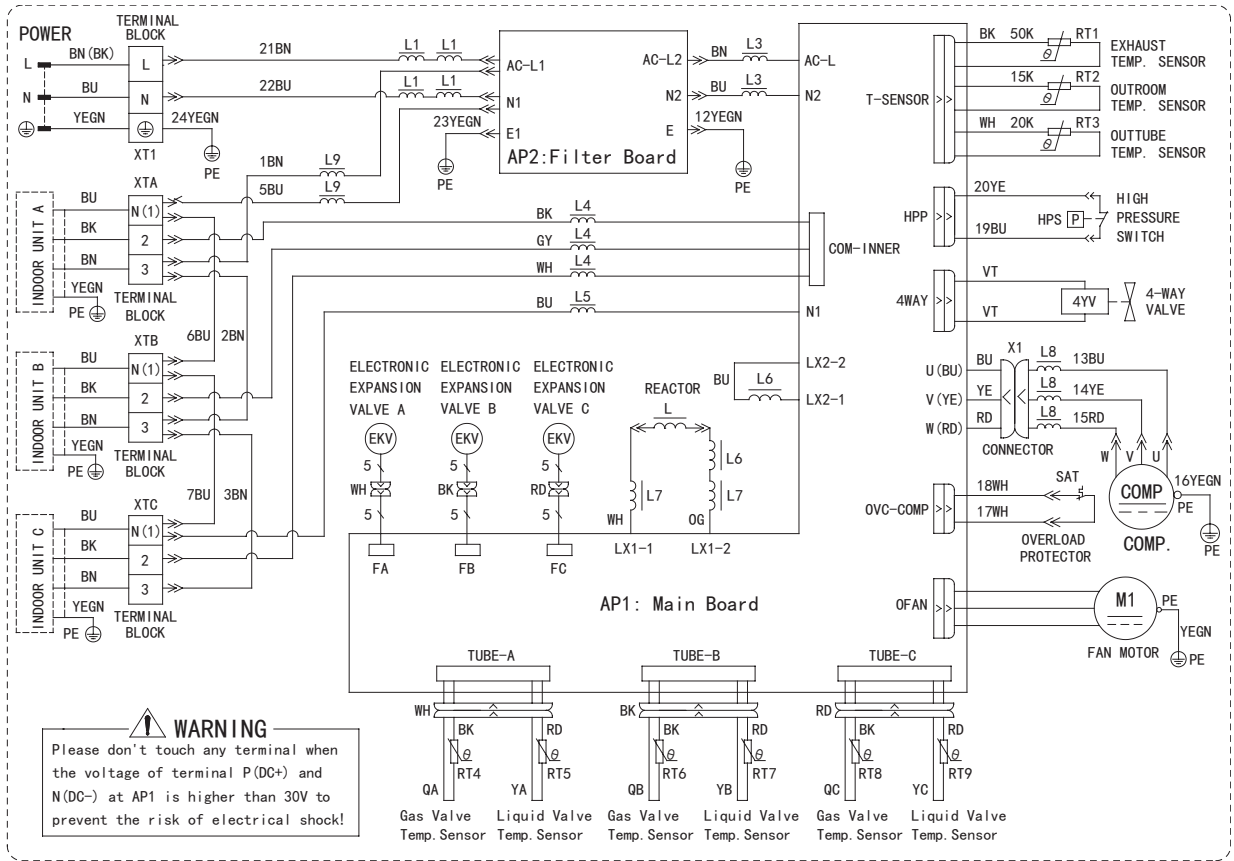 POWER
TERMINAL
BLOCK
BN(BK)
L
L
21BN
L1
L1
AC-L1
AC-L2
BN
L3
AC-L
BU
N
N
22BU
L1
L1
N1
N2
BU
L3
N2
YEGN
24YEGN
PE
XT1
23YEGN
E1
PE
E
12YEGN
PE
AP2:Filter Board
1BN
L9
5BU
L9
T-SENSOR
BK
50K
RT1
θ
EXHAUST
TEMP. SENSOR
15K
RT2
θ
OUTROOM
TEMP. SENSOR
WH
20K
RT3
θ
OUTTUBE
TEMP. SENSOR
HPP
20YE
19BU
HPS
P
HIGH
PRESSURE
SWITCH
4WAY
VT
VT
4YV
4-WAY
VALVE
INDOOR UNIT A
BU
BK
BN
YEGN
PE
XTA
N(1)
2
3
TERMINAL
BLOCK
BK
L4
GY
L4
WH
L4
COM-INNER
BU
L5
N1
6BU
2BN
INDOOR UNIT B
BU
BK
BN
YEGN
PE
XTB
N(1)
2
3
TERMINAL
BLOCK
7BU
3BN
INDOOR UNIT C
BU
BK
BN
YEGN
PE
XTC
N(1)
2
3
TERMINAL
BLOCK
ELECTRONIC
EXPANSION
VALVE A
EKV
5
WH
5
FA
ELECTRONIC
EXPANSION
VALVE B
EKV
5
BK
5
FB
ELECTRONIC
EXPANSION
VALVE C
EKV
5
RD
5
FC
REACTOR
L
L7
WH
LX1-1
L6
L7
OG
LX1-2
BU
L6
LX2-2
LX2-1
U(BU)
V(YE)
W(RD)
BU
YE
RD
X1
CONNECTOR
L8
13BU
L8
14YE
L8
15RD
W
V
U
COMP
COMP.
16YEGN
PE
PE
OVC-COMP
18WH
17WH
SAT
OVERLOAD
PROTECTOR
OFAN
M1
PE
YEGN
PE
FAN MOTOR
AP1: Main Board
TUBE-A
WH
BK
θ
RT4
QA
Gas Valve
Temp.Sensor
RD
θ
RT5
YA
Liquid Valve
Temp.Sensor
TUBE-B
BK
BK
θ
RT6
QB
Gas Valve
Temp.Sensor
RD
θ
RT7
YB
Liquid Valve
Temp.Sensor
TUBE-C
RD
BK
θ
RT8
QC
Gas Valve
Temp.Sensor
RD
θ
RT9
YC
Liquid Valve
Temp.Sensor
WARNING
Please don't touch any terminal when
the voltage of terminal P(DC+) and
N(DC-) at AP1 is higher than 30V to
prevent the risk of electrical shock!